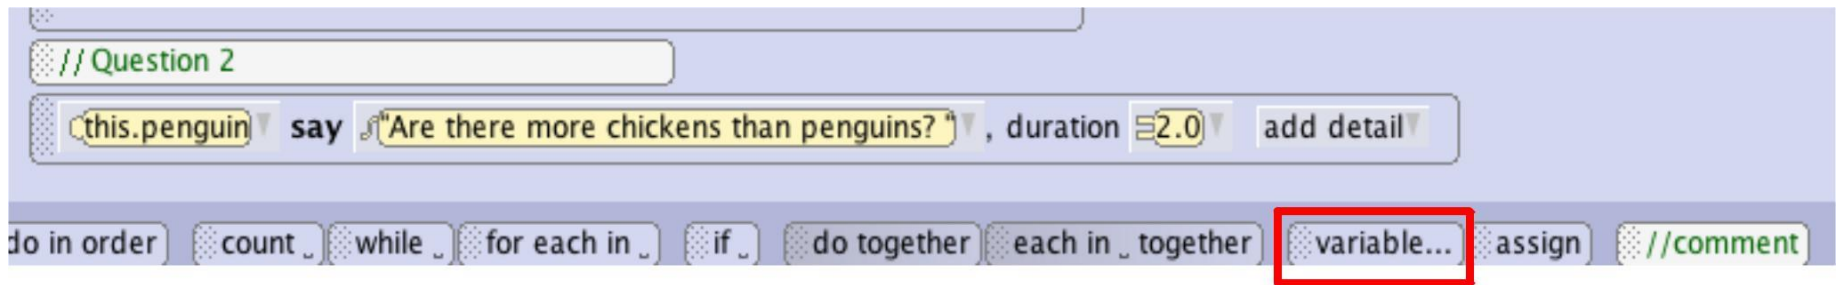 // Question 2
this.penguin say "Are there more chickens than penguins? " , duration 2.0 add detail
do in order count ␣ while ␣ for each in ␣ if ␣ do together each in ␣ together variable... assign //comment